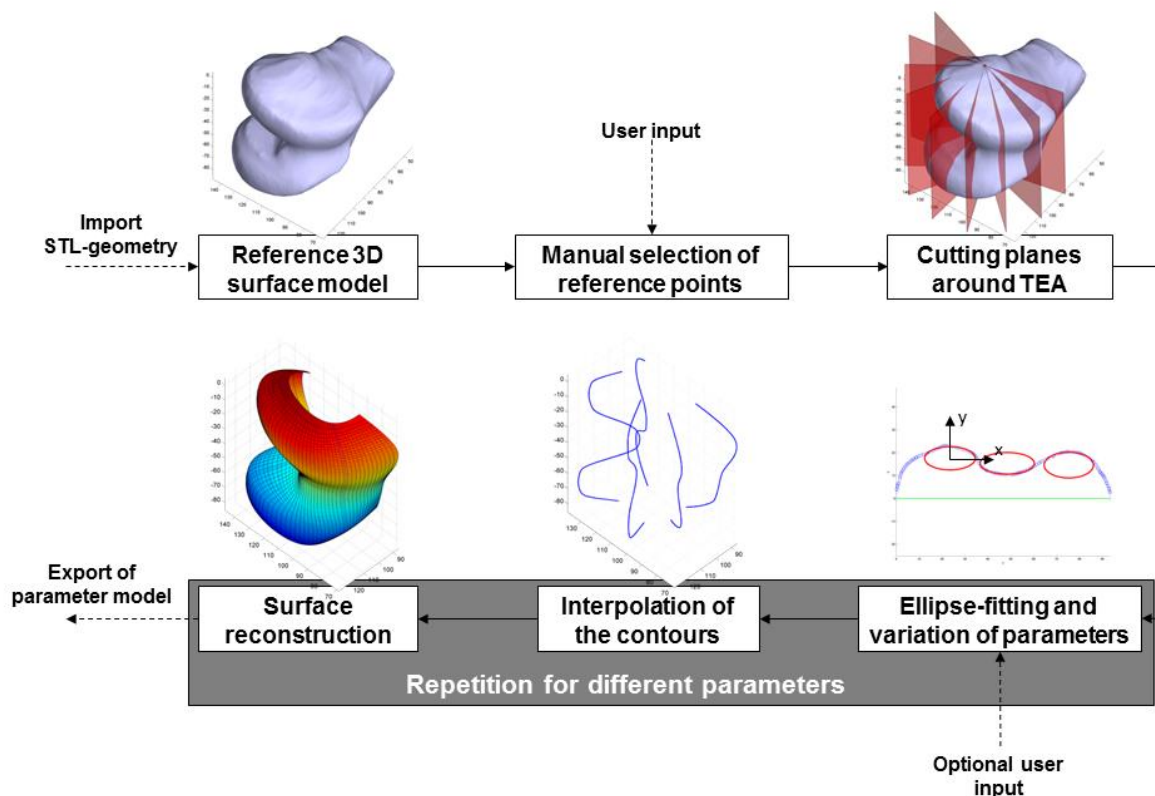 User input
Import
STL-geometry
Reference 3D
surface model
Manual selection of
reference points
Cutting planes
around TEA
y
x
Export of
parameter model
Surface
reconstruction
Interpolation of
the contours
Ellipse-fitting and
variation of parameters
Repetition for different parameters
Optional user
input